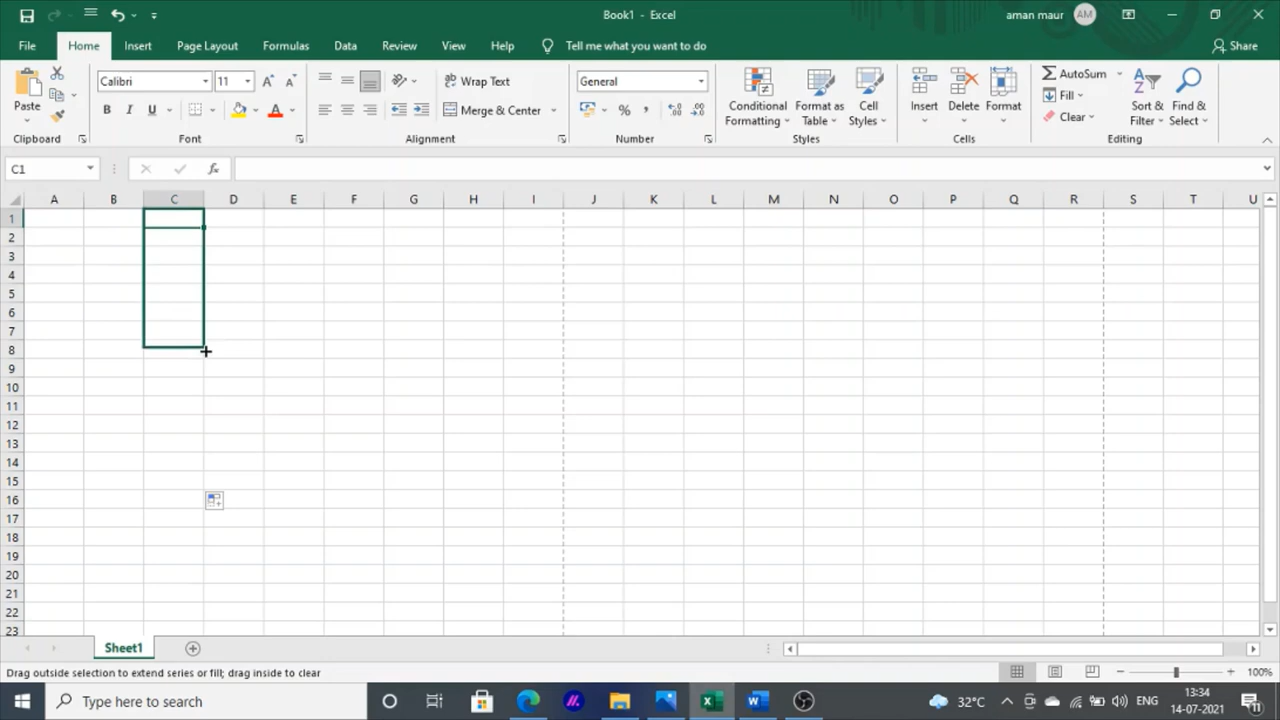 Book1 - Excel
aman maur AM
File Home Insert Page Layout Formulas Data Review View Help Tell me what you want to do Share
Calibri 11 Wrap Text General AutoSum
Paste Conditional Formatting Format as Table Cell Styles Insert Delete Format Fill Sort & Filter Find & Select
B I U A Merge & Center % , Clear
Clipboard Font Alignment Number Styles Cells Editing
C1 fx
A B C D E F G H I J K L M N O P Q R S T U
1
2
3
4
5
6
7
8
9
10
11
12
13
14
15
16
17
18
19
20
21
22
23
Sheet1
Drag outside selection to extend series or fill; drag inside to clear 100%
Type here to search 32°C ENG 13:34
14-07-2021 11